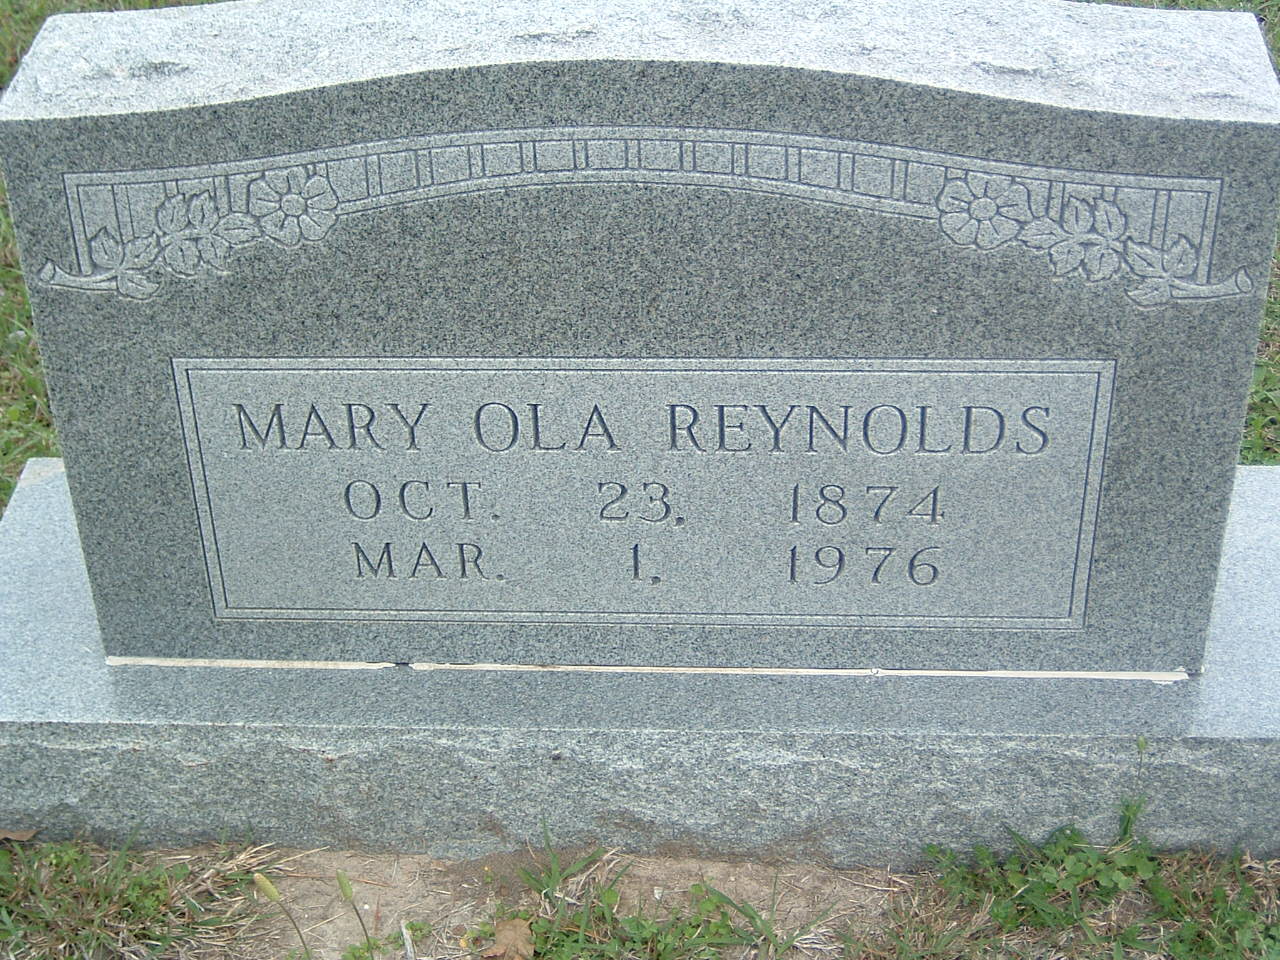 MARY OLA REYNOLDS
OCT. 23, 1874
MAR. 1, 1976